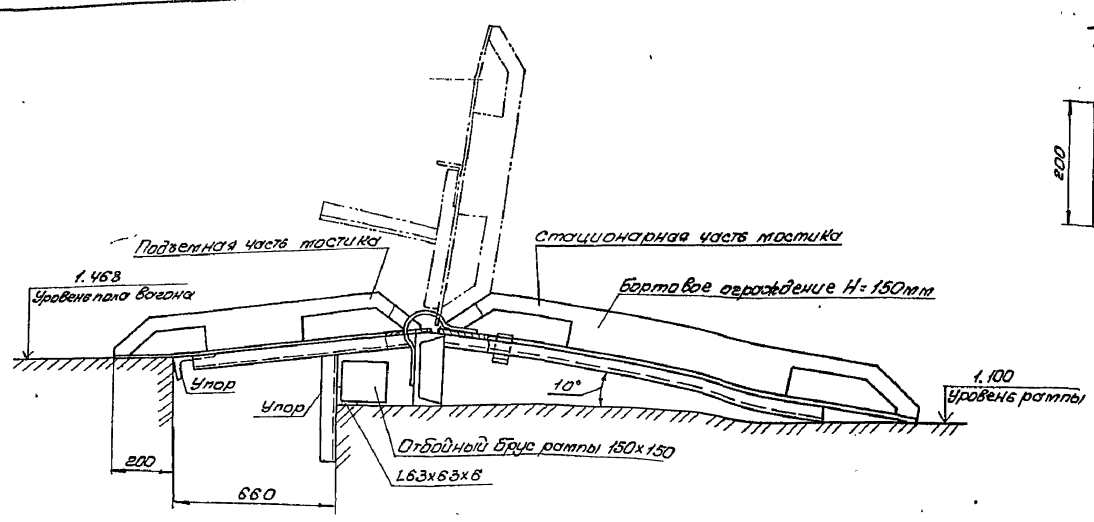 200
Подъемная часть мостика
Стационарная часть мостика
1.468
Уровень пола вагона
Бортовое ограждение H=150мм
Упор
10°
1.100
Уровень рампы
Упор
Отбойный брус рампы 150х150
L63х63х6
200
660